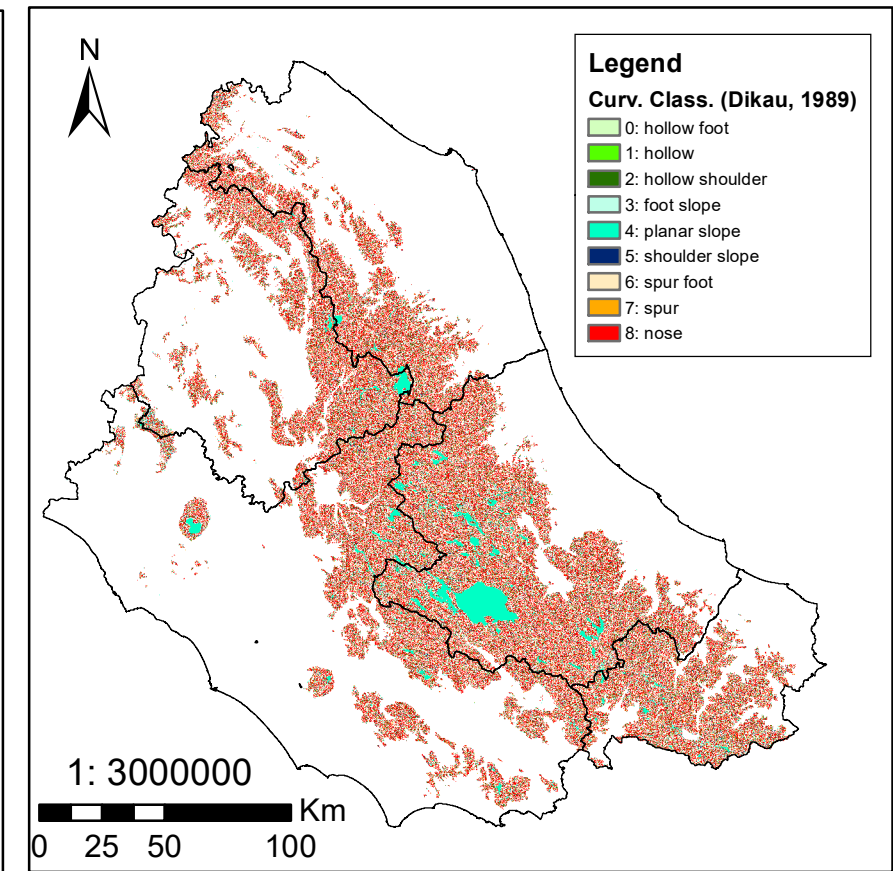 N
Legend
Curv. Class. (Dikau, 1989)
0: hollow foot
1: hollow
2: hollow shoulder
3: foot slope
4: planar slope
5: shoulder slope
6: spur foot
7: spur
8: nose
1: 3000000
Km
0 25 50 100